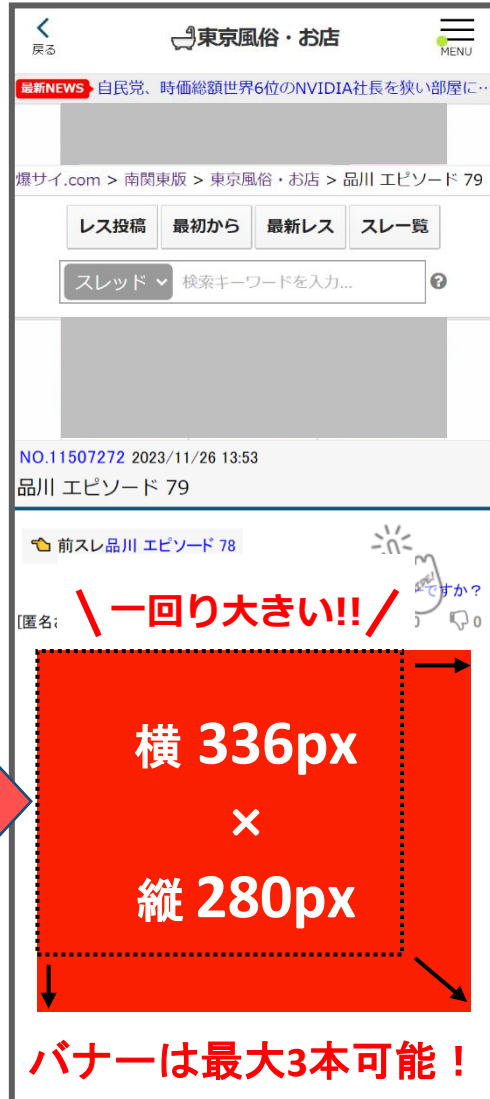 戻る
東京風俗・お店
MENU
最新NEWS 自民党、時価総額世界6位のNVIDIA社長を狭い部屋に…
爆サイ.com > 南関東版 > 東京風俗・お店 > 品川 エピソード 79
レス投稿 最初から 最新レス スレ一覧
スレッド 検索キーワードを入力...
NO.11507272 2023/11/26 13:53
品川 エピソード 79
前スレ品川 エピソード 78
ですか？
[匿名
0
一回り大きい!!
横 336px
×
縦 280px
バナーは最大3本可能！